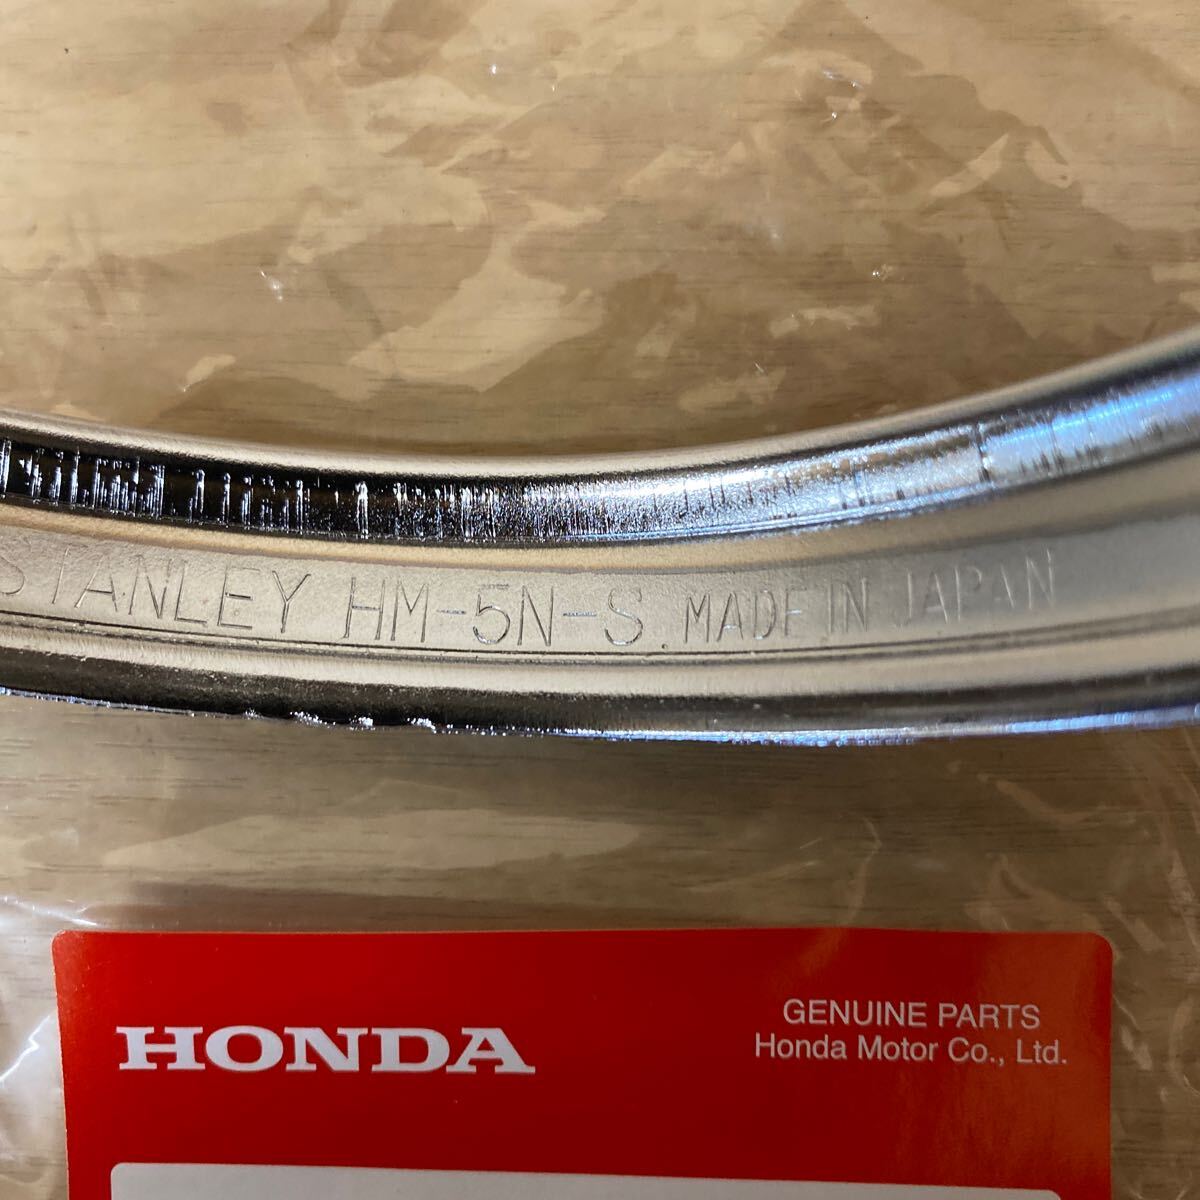 STANLEY HM-5N-S. MADE IN JAPAN
HONDA
GENUINE PARTS
Honda Motor Co., Ltd.